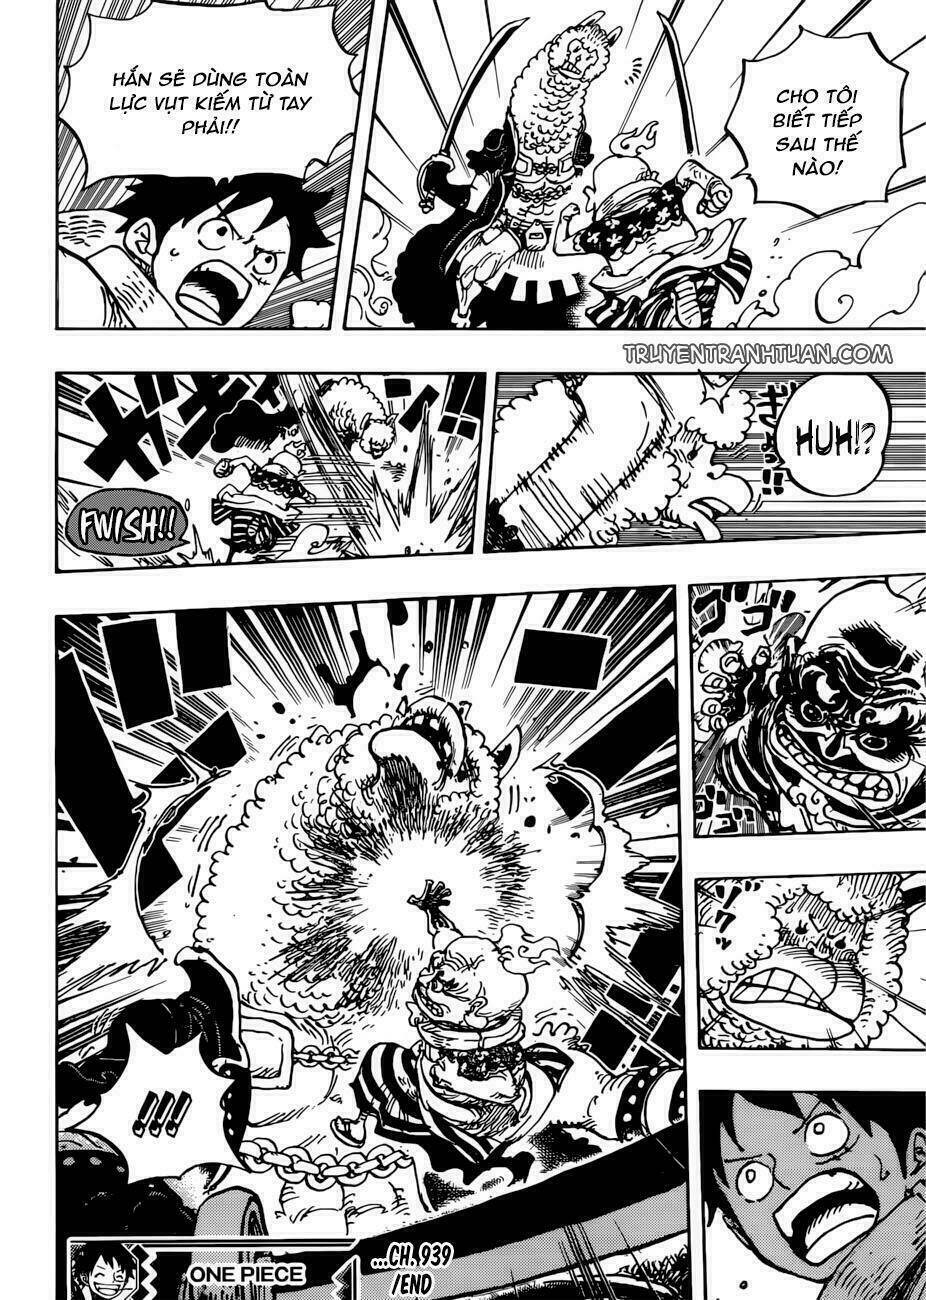 CHO TÔI
BIẾT TIẾP
SAU THẾ
NÀO!
HẮN SẼ DÙNG TOÀN
LỰC VỤT KIẾM TỪ TAY
PHẢI!!
TRUYENTRANHTUAN.COM
HUH!?
FWISH!!
!!!
...CH. 939
/END
ONE PIECE